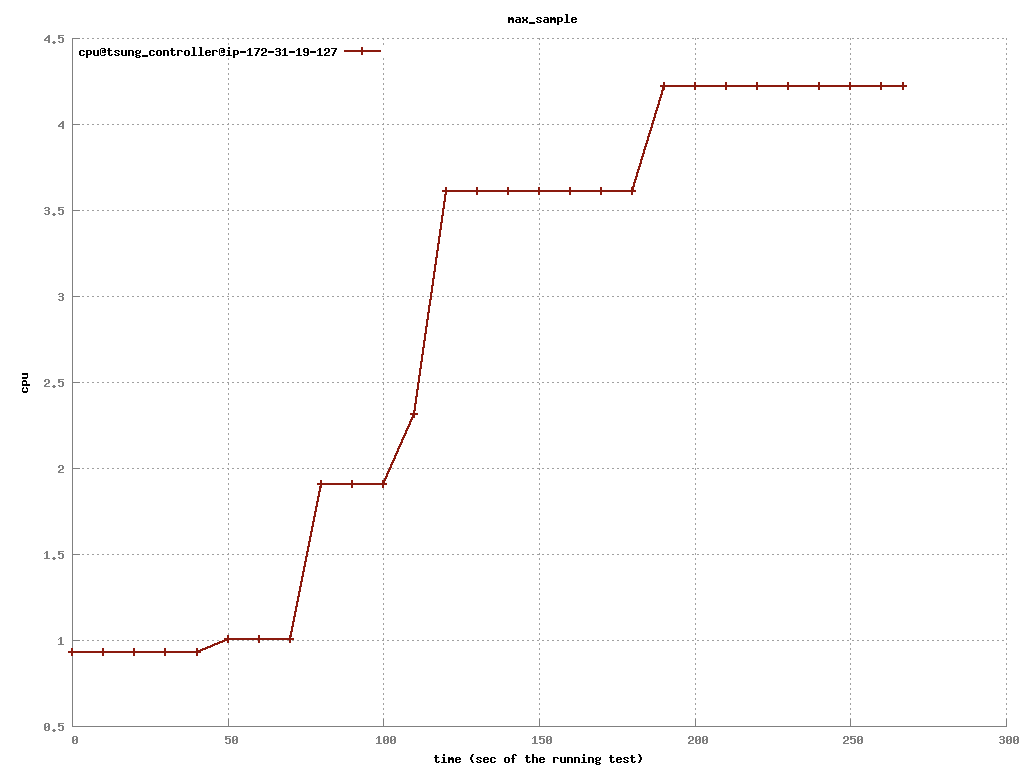 max_sample
cpu@tsung_controller@ip-172-31-19-127
4.5
4
3.5
3
2.5
2
1.5
1
0.5
cpu
0 50 100 150 200 250 300
time (sec of the running test)